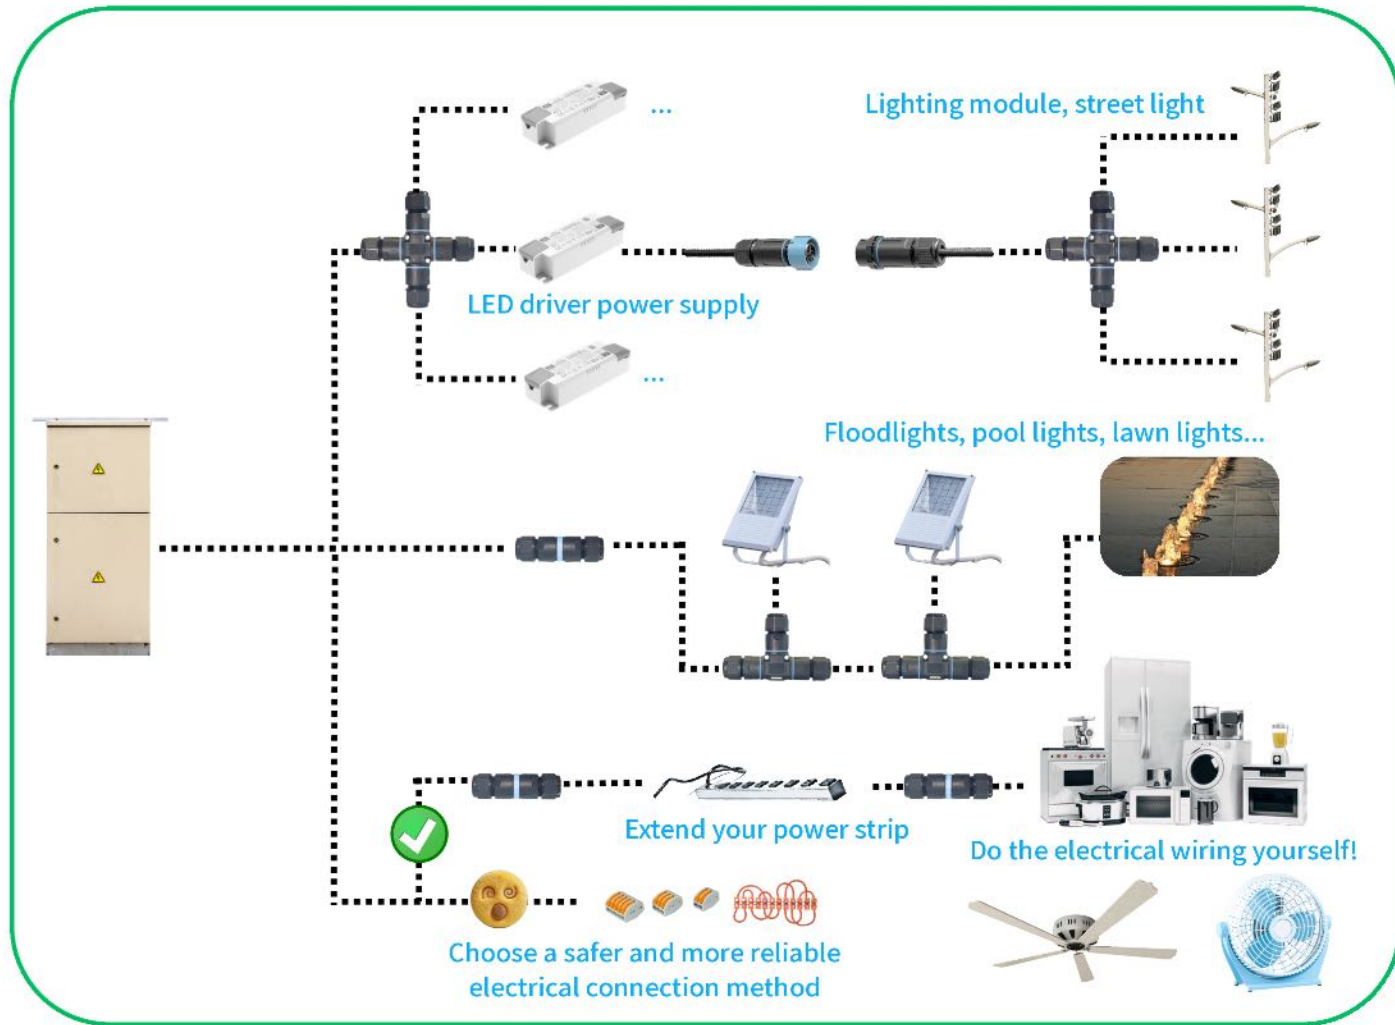 Lighting module, street light
...
LED driver power supply
...
Floodlights, pool lights, lawn lights...
Extend your power strip
Do the electrical wiring yourself!
Choose a safer and more reliable
electrical connection method